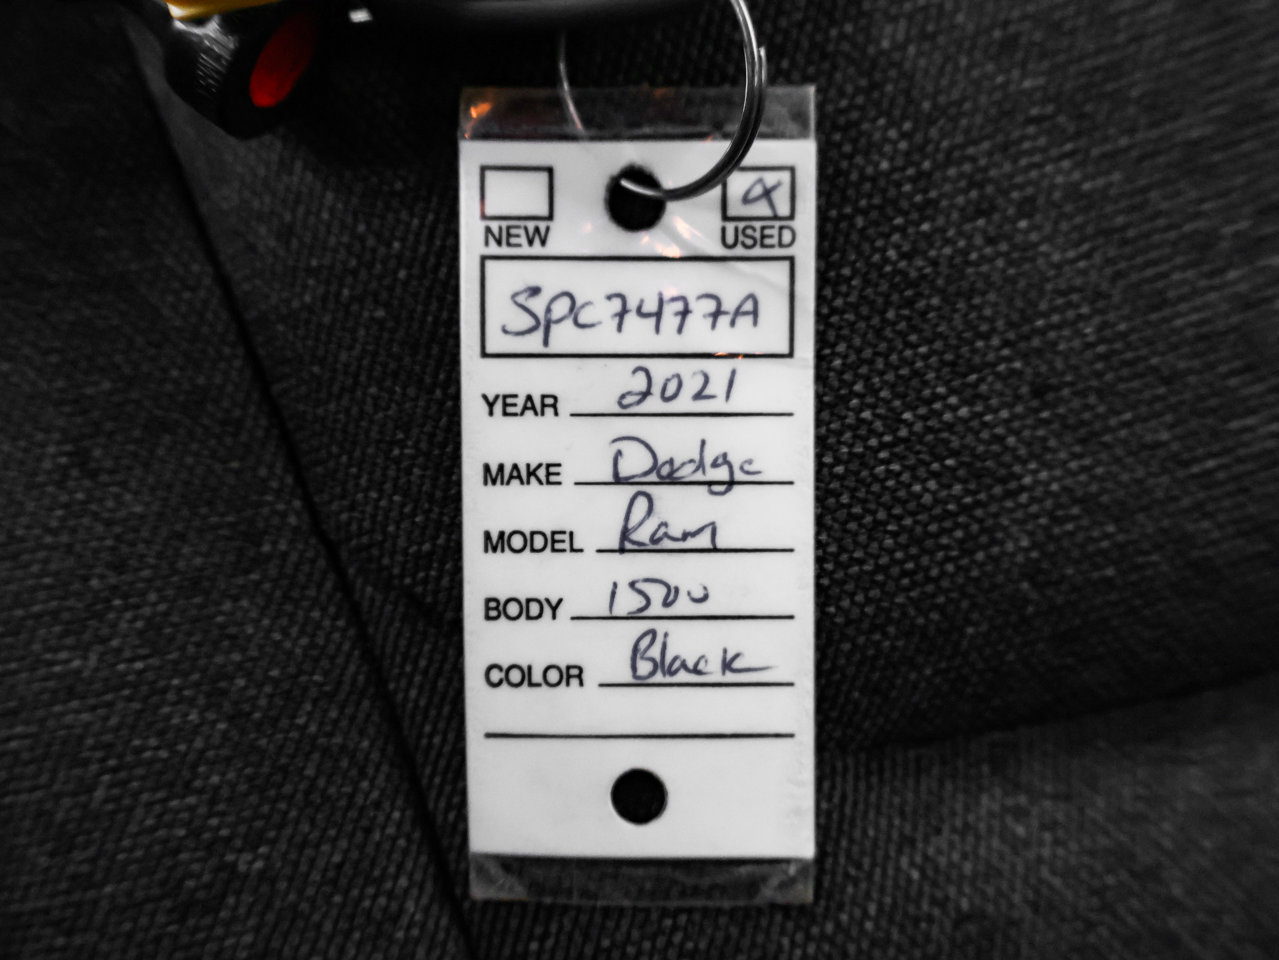 NEW USED
SPC7477A
YEAR 2021
MAKE Dodge
MODEL Ram
BODY 1500
COLOR Black